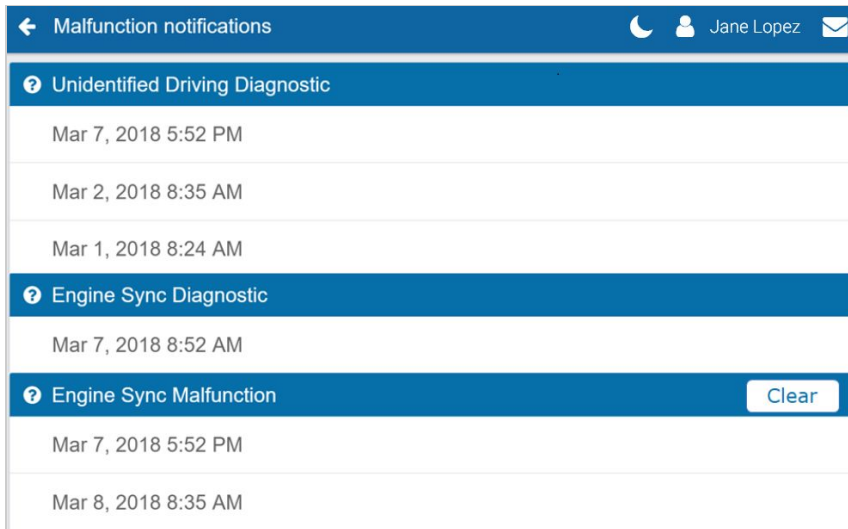 Malfunction notifications Jane Lopez
Unidentified Driving Diagnostic
Mar 7, 2018 5:52 PM
Mar 2, 2018 8:35 AM
Mar 1, 2018 8:24 AM
Engine Sync Diagnostic
Mar 7, 2018 8:52 AM
Engine Sync Malfunction Clear
Mar 7, 2018 5:52 PM
Mar 8, 2018 8:35 AM